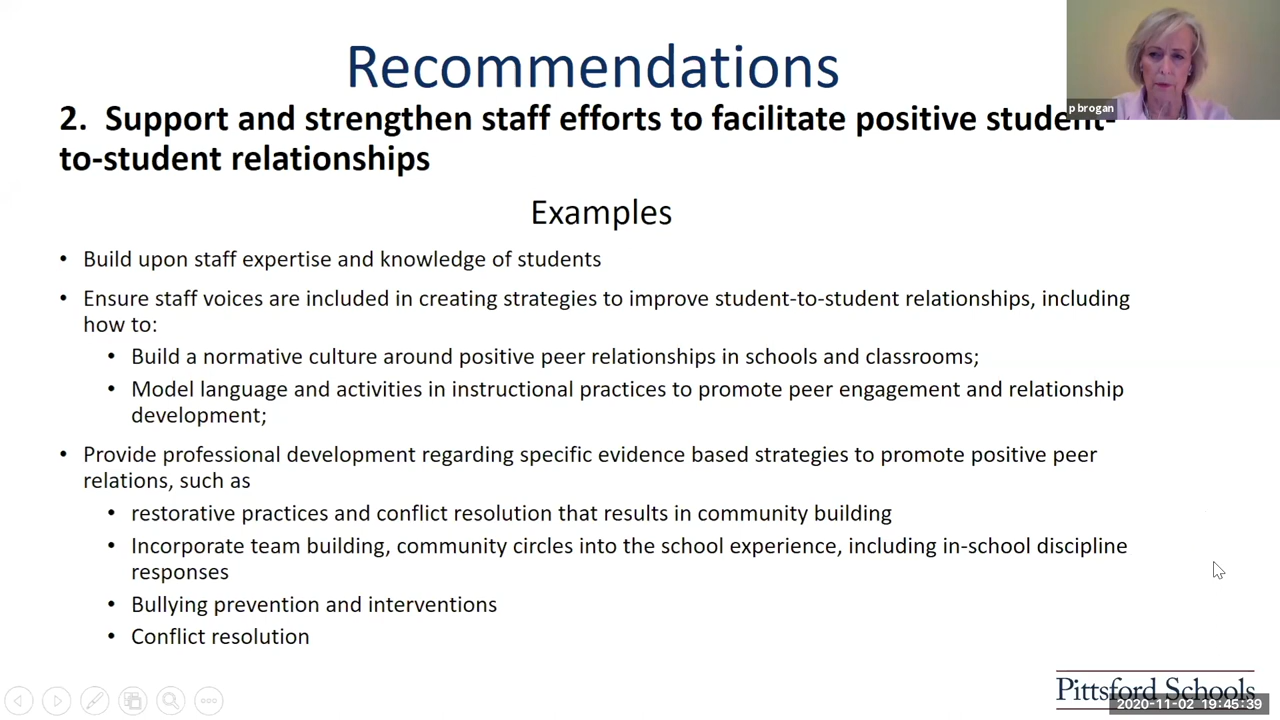 Recommendations
p brogan
2. Support and strengthen staff efforts to facilitate positive student-
to-student relationships
Examples
• Build upon staff expertise and knowledge of students
• Ensure staff voices are included in creating strategies to improve student-to-student relationships, including
how to:
• Build a normative culture around positive peer relationships in schools and classrooms;
• Model language and activities in instructional practices to promote peer engagement and relationship
development;
• Provide professional development regarding specific evidence based strategies to promote positive peer
relations, such as
• restorative practices and conflict resolution that results in community building
• Incorporate team building, community circles into the school experience, including in-school discipline
responses
• Bullying prevention and interventions
• Conflict resolution
Pittsford Schools
2020-11-02 19:45:39